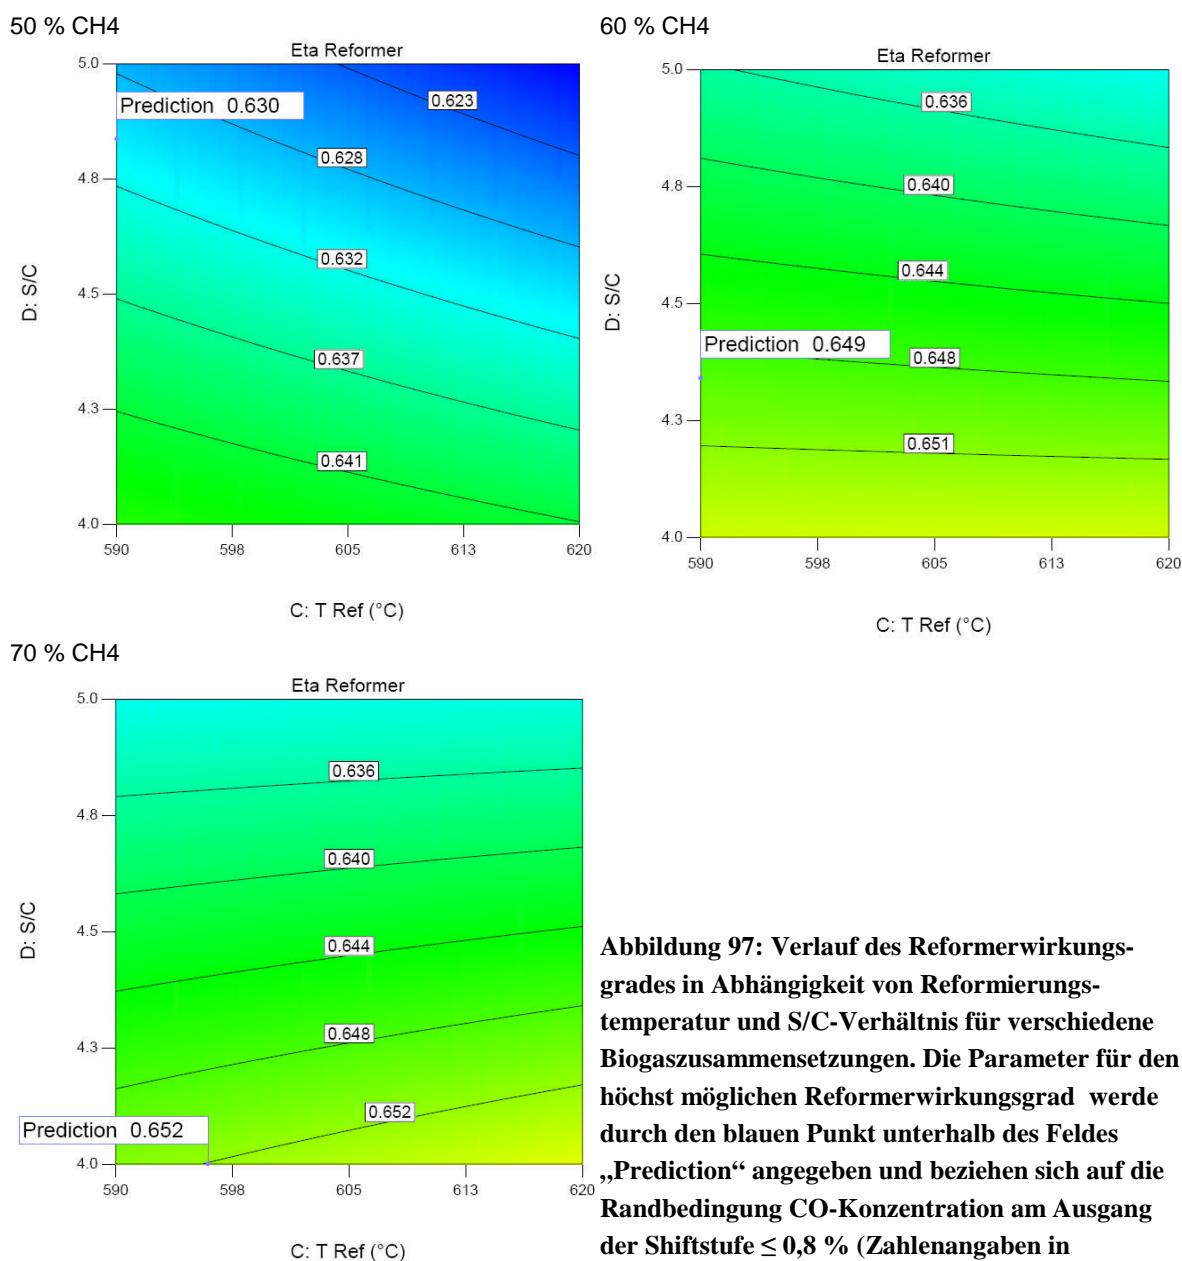 50 % CH4
Eta Reformer
5.0
4.8
4.5
4.3
4.0
D: S/C
Prediction 0.630
0.623
0.628
0.632
0.637
0.641
590
598
605
613
620
C: T Ref (°C)
60 % CH4
Eta Reformer
5.0
4.8
4.5
4.3
4.0
D: S/C
0.636
0.640
0.644
Prediction 0.649
0.648
0.651
590
598
605
613
620
C: T Ref (°C)
70 % CH4
Eta Reformer
5.0
4.8
4.5
4.3
4.0
D: S/C
0.636
0.640
0.644
0.648
0.652
Prediction 0.652
590
598
605
613
620
C: T Ref (°C)
Abbildung 97: Verlauf des Reformerwirkungs-
grades in Abhängigkeit von Reformierungs-
temperatur und S/C-Verhältnis für verschiedene
Biogaszusammensetzungen. Die Parameter für den
höchst möglichen Reformerwirkungsgrad werde
durch den blauen Punkt unterhalb des Feldes
„Prediction“ angegeben und beziehen sich auf die
Randbedingung CO-Konzentration am Ausgang
der Shiftstufe ≤ 0,8 % (Zahlenangaben in